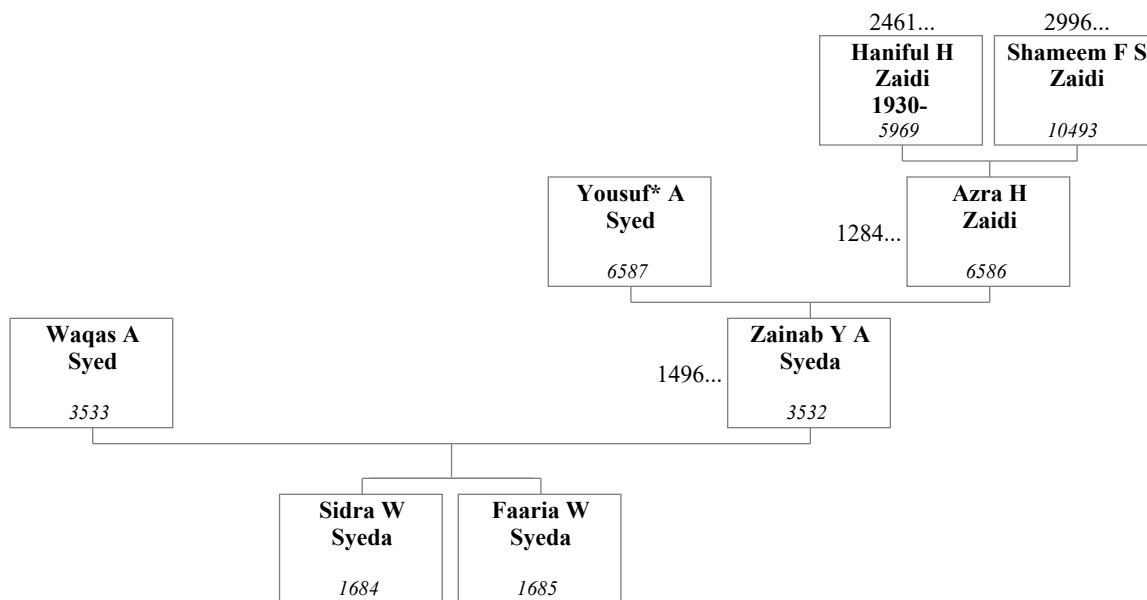 2461...
2996...
Haniful H
Zaidi
1930-
5969
Shameem F S
Zaidi
10493
Yousuf* A
Syed
6587
1284...
Azra H
Zaidi
6586
Waqas A
Syed
3533
1496...
Zainab Y A
Syeda
3532
Sidra W
Syeda
1684
Faaria W
Syeda
1685